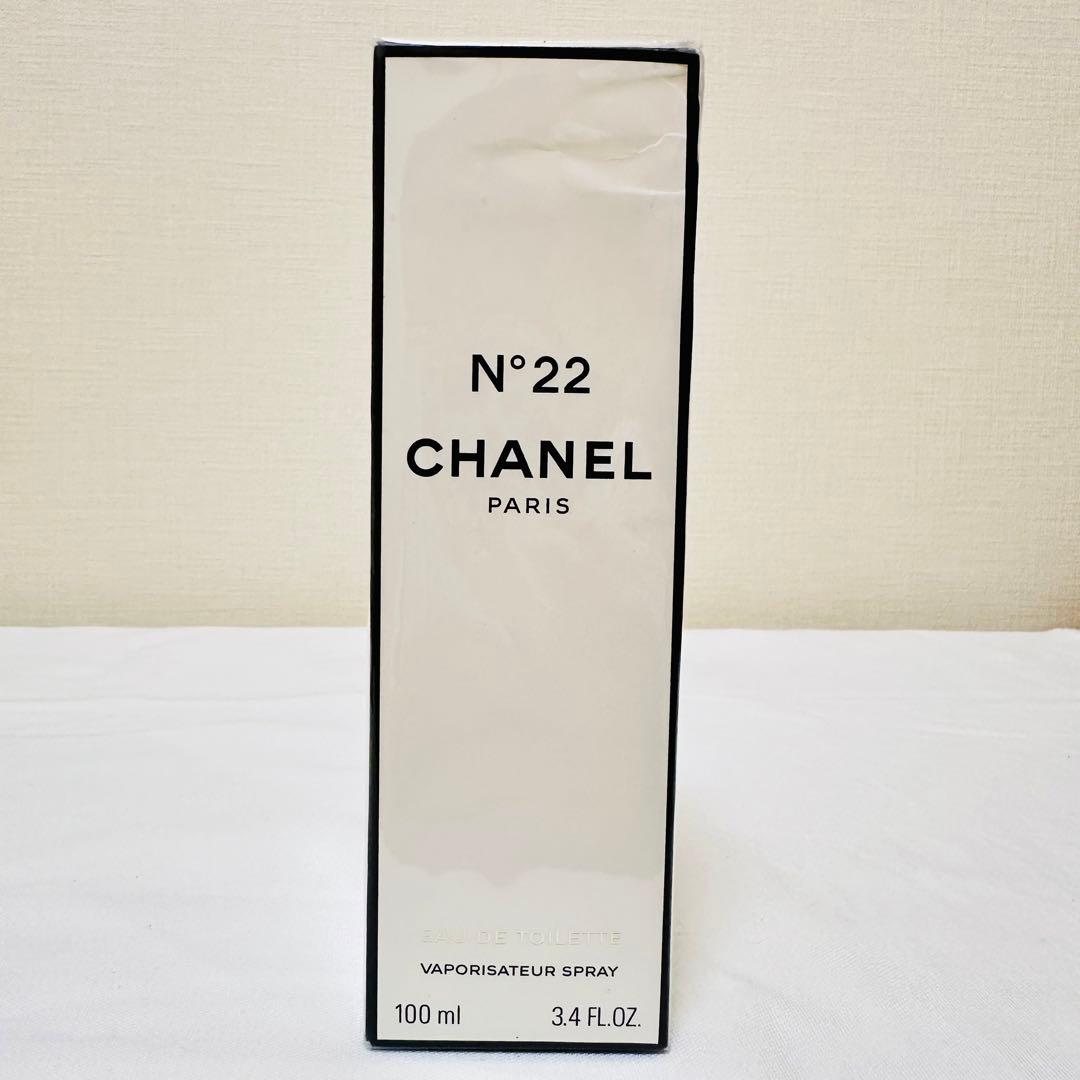 N°22
CHANEL
PARIS
EAU DE TOILETTE
VAPORISATEUR SPRAY
100 ml 3.4 FL.OZ.